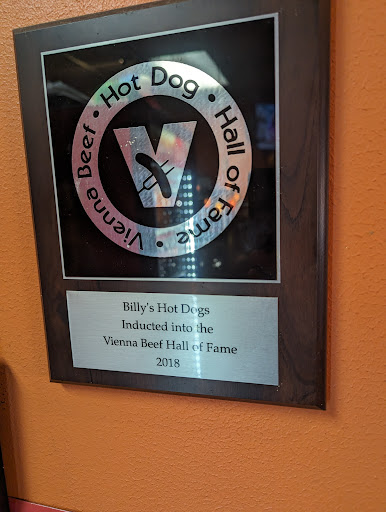 Vienna Beef • Hot Dog • Hall of Fame •
V
®
Billy's Hot Dogs
Inducted into the
Vienna Beef Hall of Fame
2018